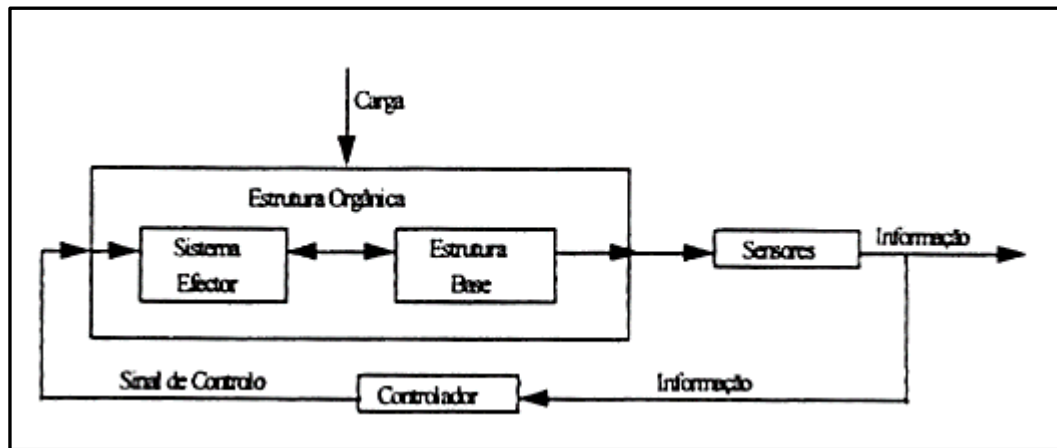 Carga
Estrutura Orgânica
Sistema
Efector
Estrutura
Base
Sensores
Informação
Sinal de Controlo
Controlador
Informação